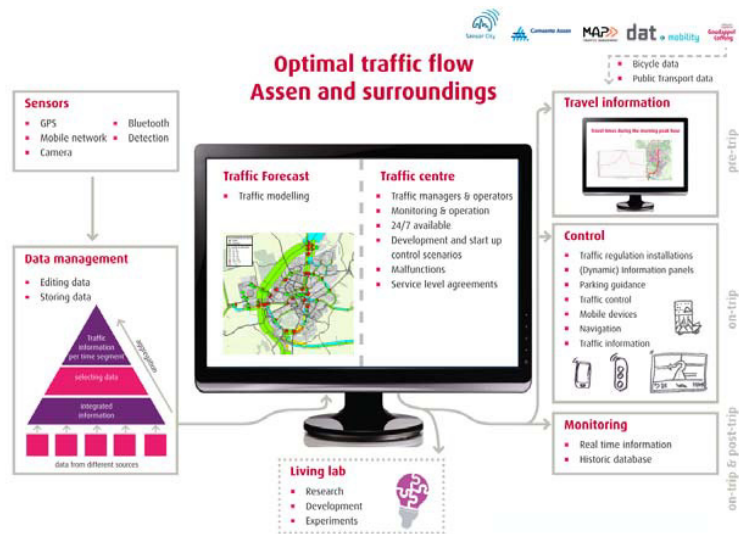 Sensor City
Gemeente Assen
MAP
TRAFFIC MANAGEMENT
dat mobility
Goudappel
Coffeng
Optimal traffic flow
Assen and surroundings
Bicycle data
Public Transport data
Sensors
GPS
Mobile network
Camera
Bluetooth
Detection
Data management
Editing data
Storing data
Traffic
information
per time segment
selecting data
integrated
information
aggregation
data from different sources
Traffic Forecast
Traffic modelling
Traffic centre
Traffic managers & operators
Monitoring & operation
24/7 available
Development and start up
control scenarios
Malfunctions
Service level agreements
Travel information
Travel times during the morning peak flow
pre-trip
Control
Traffic regulation installations
(Dynamic) Information panels
Parking guidance
Traffic control
Mobile devices
Navigation
Traffic information
on-trip
Monitoring
Real time information
Historic database
on-trip & post-trip
Living lab
Research
Development
Experiments